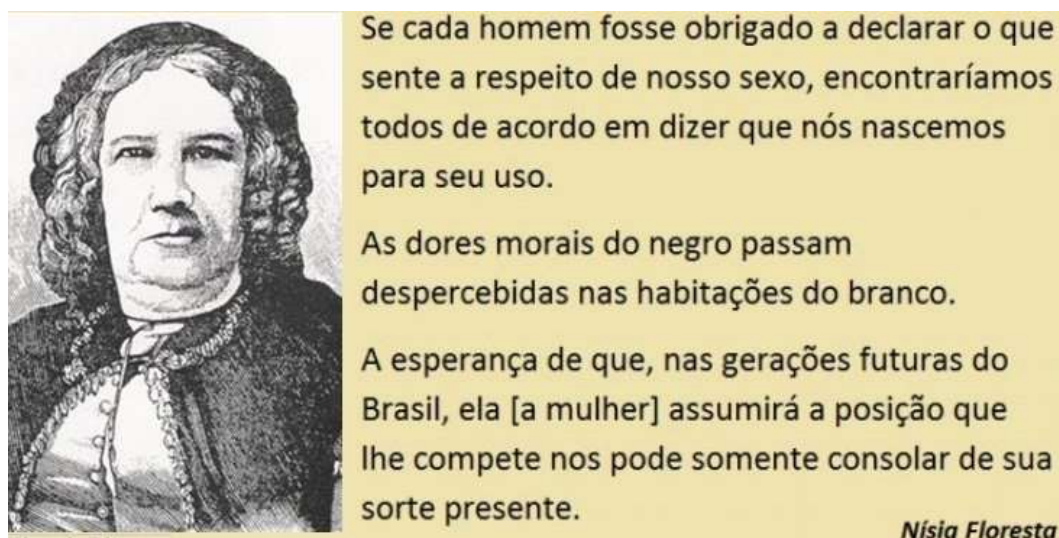 Se cada homem fosse obrigado a declarar o que
sente a respeito de nosso sexo, encontraríamos
todos de acordo em dizer que nós nascemos
para seu uso.
As dores morais do negro passam
despercebidas nas habitações do branco.
A esperança de que, nas gerações futuras do
Brasil, ela [a mulher] assumirá a posição que
lhe compete nos pode somente consolar de sua
sorte presente.
Nísia Floresta